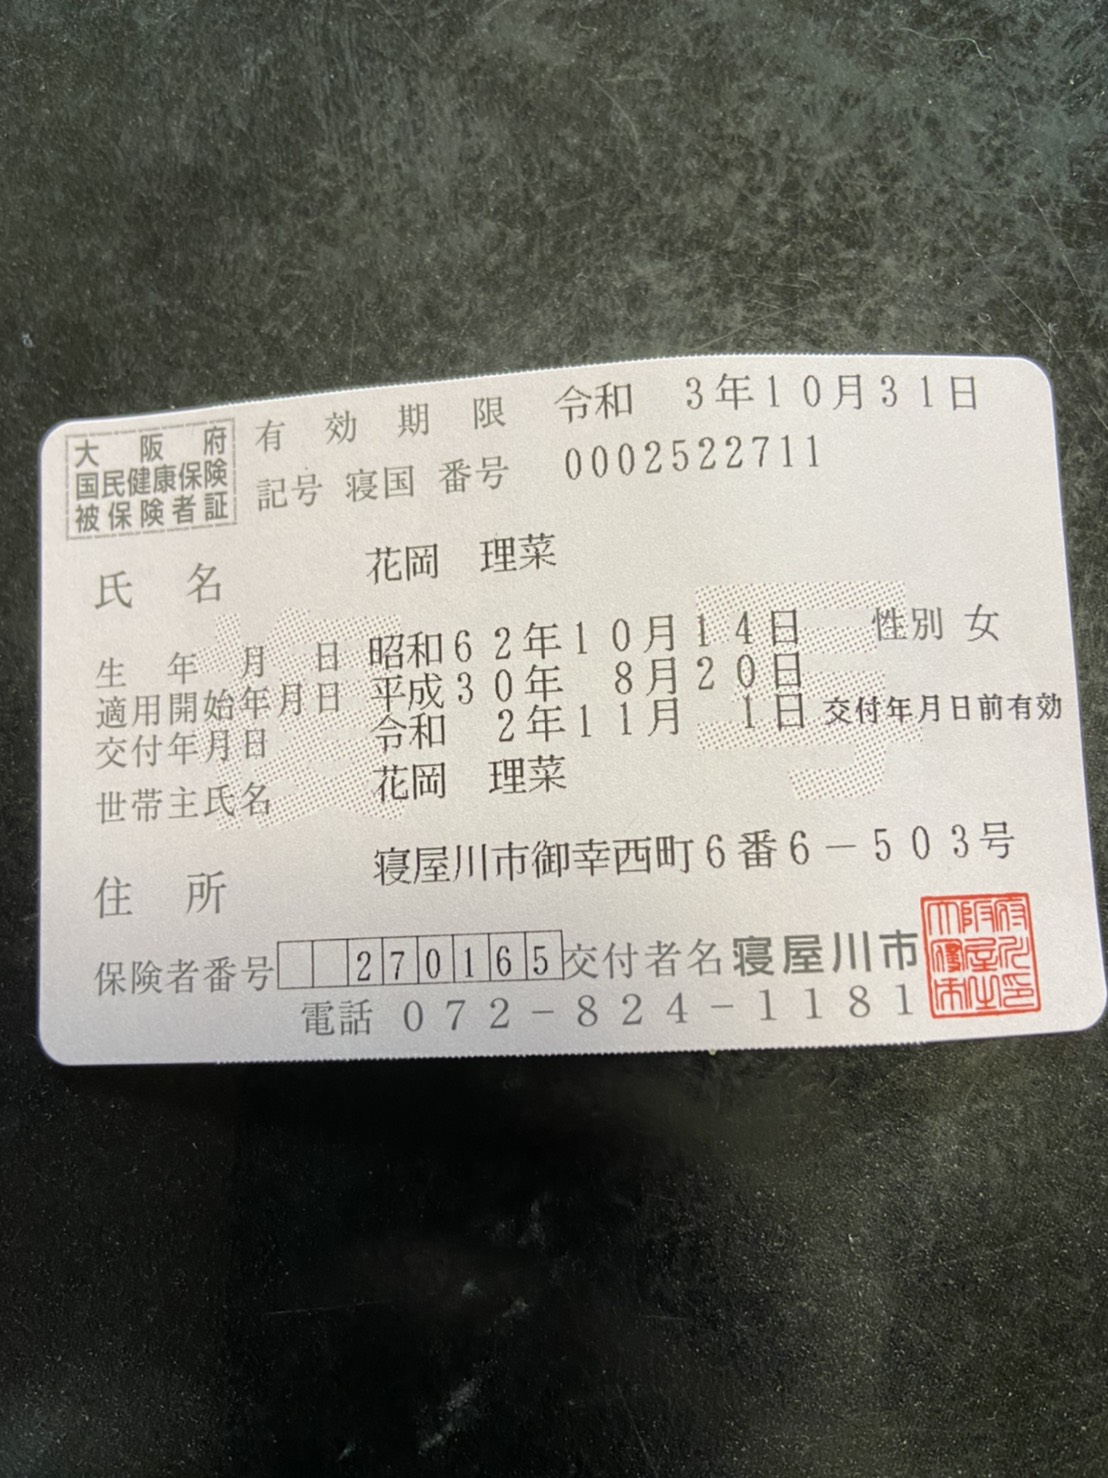 大阪府
国民健康保険
被保険者証
有効期限 令和 3年10月31日
記号 寝国 番号 0002522711
氏名 花岡 理菜
生年月日 昭和62年10月14日 性別 女
適用開始年月日 平成30年 8月20日
交付年月日 令和 2年11月 1日 交付年月日前有効
世帯主氏名 花岡 理菜
住所 寝屋川市御幸西町6番6-503号
保険者番号 270165 交付者名 寝屋川市
電話 072-824-1181